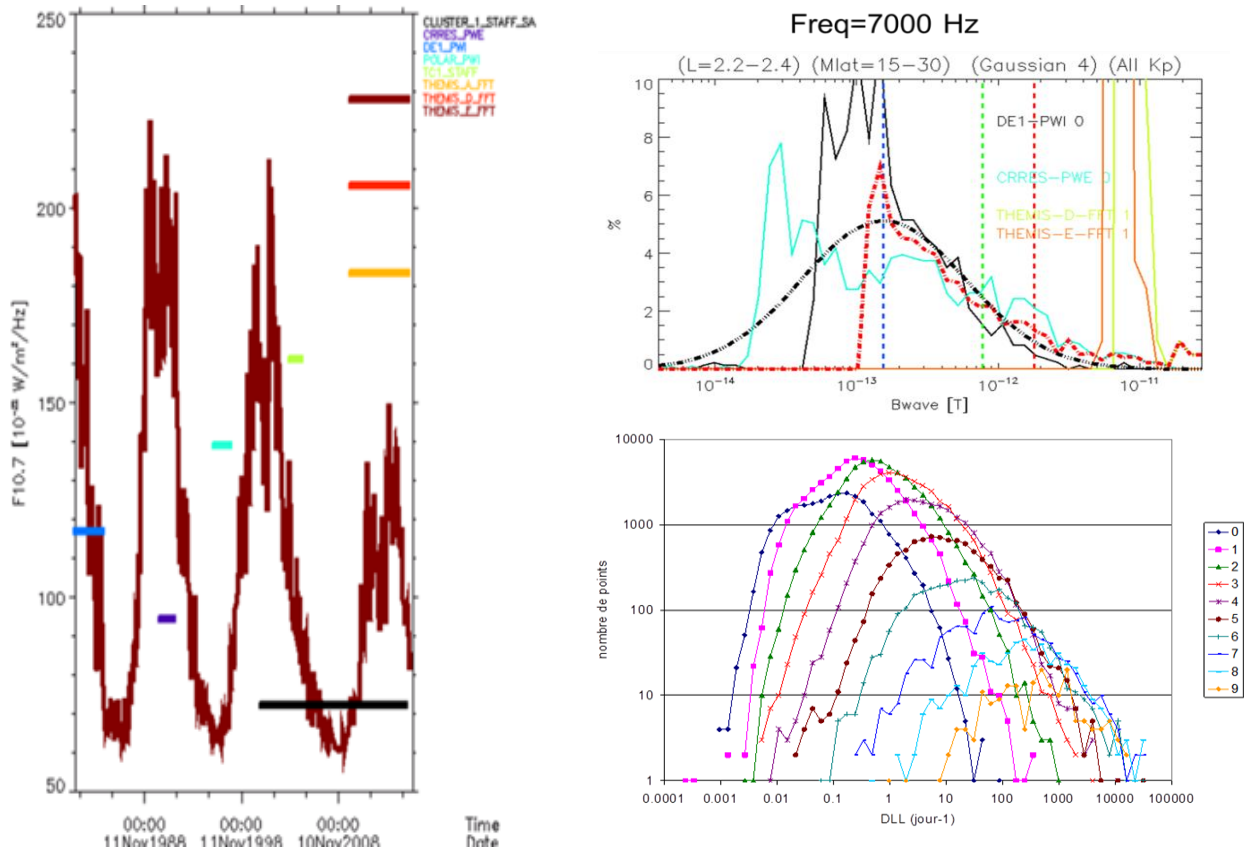 250
200
150
100
50
F10.7 [10⁻²² W/m²/Hz]
00:00
11Nov1988
00:00
11Nov1998
00:00
10Nov2008
Time
Date
CLUSTER_1_STAFF_SA
CRRES_PWE
DE1_PWI
POLAR_PWI
TC1_STAFF
THEMIS_A_FFT
THEMIS_D_FFT
THEMIS_E_FFT
Freq=7000 Hz
(L=2.2-2.4) (Mlat=15-30) (Gaussian 4) (All Kp)
10
8
6
4
2
0
%
DE1-PWI 0
CRRES-PWE 0
THEMIS-D-FFT 1
THEMIS-E-FFT 1
10⁻¹⁴
10⁻¹³
10⁻¹²
10⁻¹¹
Bwave [T]
10000
1000
100
10
1
nombre de points
0.0001
0.001
0.01
0.1
1
10
100
1000
10000
100000
DLL (jour-1)
0
1
2
3
4
5
6
7
8
9